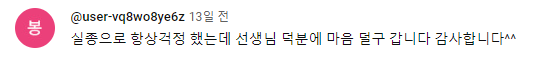 봉
@user-vq8wo8ye6z 13일 전
실종으로 항상걱정 했는데 선생님 덕분에 마음 덜구 갑니다 감사합니다^^